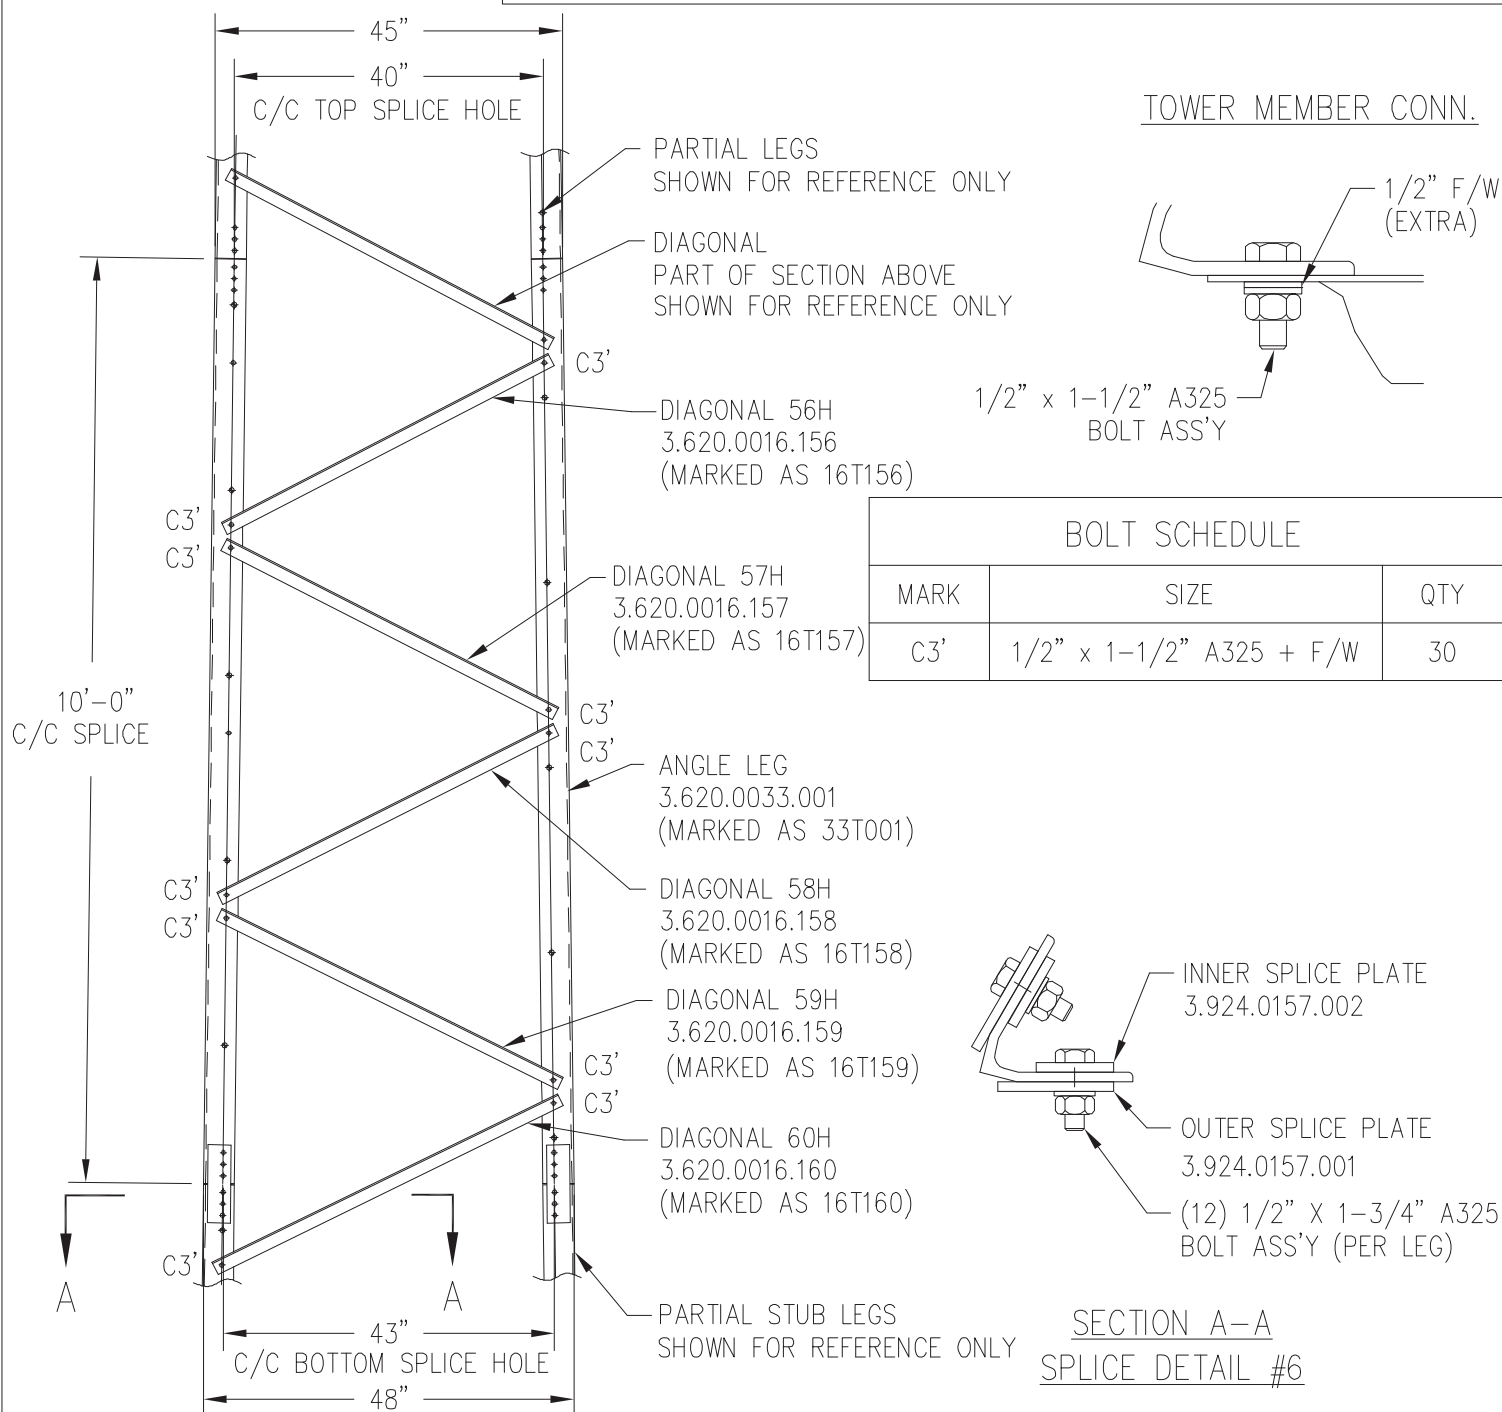 45”
40”
C/C TOP SPLICE HOLE
TOWER MEMBER CONN.
PARTIAL LEGS
SHOWN FOR REFERENCE ONLY
1/2” F/W
(EXTRA)
DIAGONAL
PART OF SECTION ABOVE
SHOWN FOR REFERENCE ONLY
C3'
1/2” x 1-1/2” A325
BOLT ASS'Y
DIAGONAL 56H
3.620.0016.156
(MARKED AS 16T156)
C3'
C3'
BOLT SCHEDULE
MARK SIZE QTY
C3' 1/2” x 1-1/2” A325 + F/W 30
DIAGONAL 57H
3.620.0016.157
(MARKED AS 16T157)
10'-0”
C/C SPLICE
C3'
C3'
ANGLE LEG
3.620.0033.001
(MARKED AS 33T001)
C3'
C3'
DIAGONAL 58H
3.620.0016.158
(MARKED AS 16T158)
DIAGONAL 59H
3.620.0016.159
(MARKED AS 16T159)
INNER SPLICE PLATE
3.924.0157.002
C3'
C3'
DIAGONAL 60H
3.620.0016.160
(MARKED AS 16T160)
OUTER SPLICE PLATE
3.924.0157.001
(12) 1/2” X 1-3/4” A325
BOLT ASS'Y (PER LEG)
C3'
A
A
PARTIAL STUB LEGS
SHOWN FOR REFERENCE ONLY
SECTION A-A
SPLICE DETAIL #6
43”
C/C BOTTOM SPLICE HOLE
48”